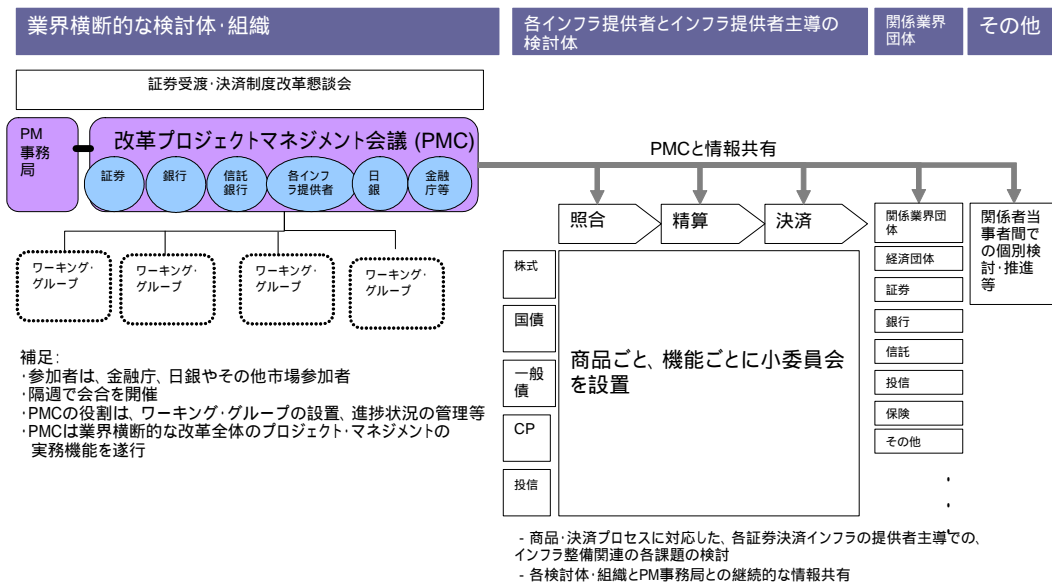 業界横断的な検討体・組織
各インフラ提供者とインフラ提供者主導の
検討体
関係業界
団体
その他
証券受渡・決済制度改革懇談会
PM
事務
局
改革プロジェクトマネジメント会議 (PMC)
証券
銀行
信託
銀行
各インフ
ラ提供者
日
銀
金融
庁等
ワーキング・
グループ
ワーキング・
グループ
ワーキング・
グループ
ワーキング・
グループ
補足:
・参加者は、金融庁、日銀やその他市場参加者
・隔週で会合を開催
・PMCの役割は、ワーキング・グループの設置、進捗状況の管理等
・PMCは業界横断的な改革全体のプロジェクト・マネジメントの
実務機能を遂行
PMCと情報共有
照合
精算
決済
株式
国債
一般
債
CP
投信
商品ごと、機能ごとに小委員会
を設置
関係業界団
体
経済団体
証券
銀行
信託
投信
保険
その他
・
・
・
関係者当
事者間で
の個別検
討・推進
等
- 商品・決済プロセスに対応した、各証券決済インフラの提供者主導での、
インフラ整備関連の各課題の検討
- 各検討体・組織とPM事務局との継続的な情報共有